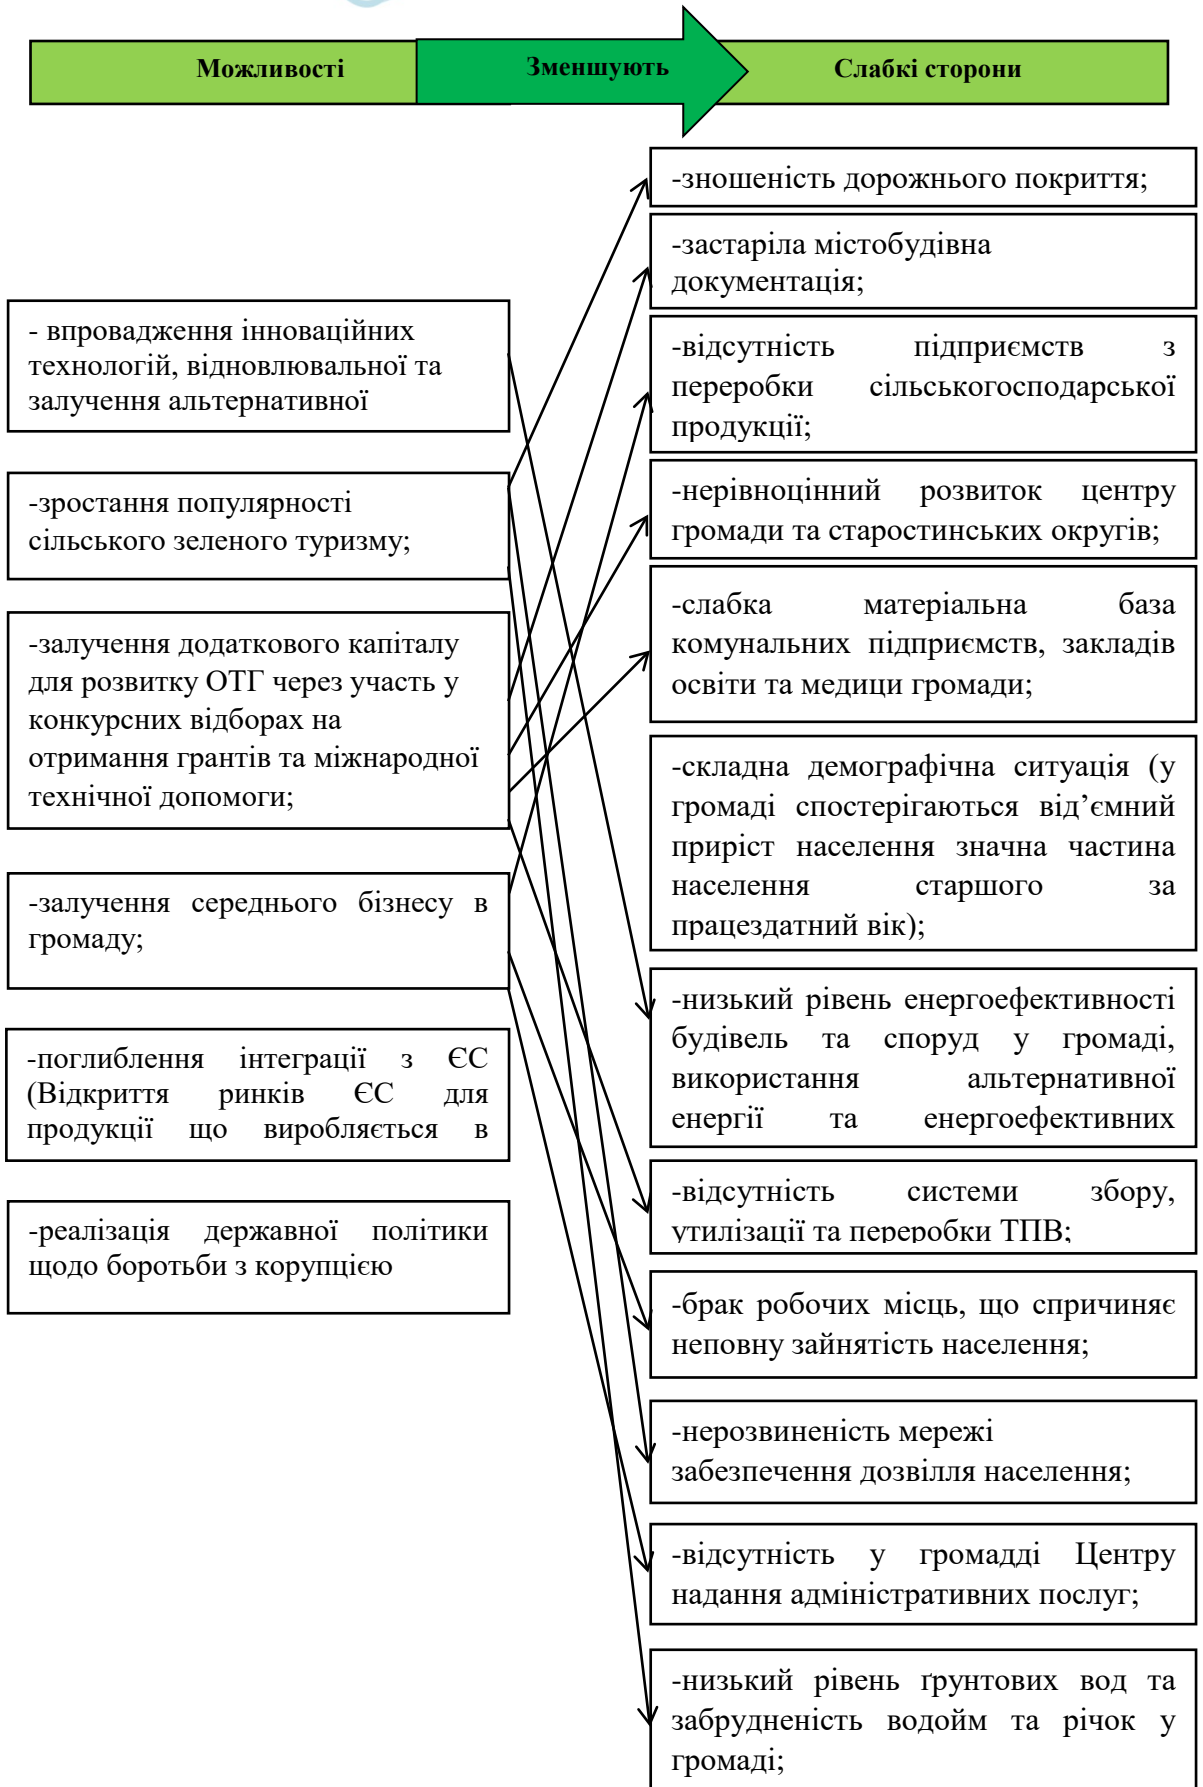 Можливості
Зменшують
Слабкі сторони
- впровадження інноваційних
технологій, відновлювальної та
залучення альтернативної
-зростання популярності
сільського зеленого туризму;
-залучення додаткового капіталу
для розвитку ОТГ через участь у
конкурсних відборах на
отримання грантів та міжнародної
технічної допомоги;
-залучення середнього бізнесу в
громаду;
-поглиблення інтеграції з ЄС
(Відкриття ринків ЄС для
продукції що виробляється в
-реалізація державної політики
щодо боротьби з корупцією
-зношеність дорожнього покриття;
-застаріла містобудівна
документація;
-відсутність підприємств з
переробки сільськогосподарської
продукції;
-нерівноцінний розвиток центру
громади та старостинських округів;
-слабка матеріальна база
комунальних підприємств, закладів
освіти та медици громади;
-складна демографічна ситуація (у
громаді спостерігаються від’ємний
приріст населення значна частина
населення старшого за
працездатний вік);
-низький рівень енергоефективності
будівель та споруд у громаді,
використання альтернативної
енергії та енергоефективних
-відсутність системи збору,
утилізації та переробки ТПВ;
-брак робочих місць, що спричиняє
неповну зайнятість населення;
-нерозвиненість мережі
забезпечення дозвілля населення;
-відсутність у громадді Центру
надання адміністративних послуг;
-низький рівень ґрунтових вод та
забрудненість водойм та річок у
громаді;